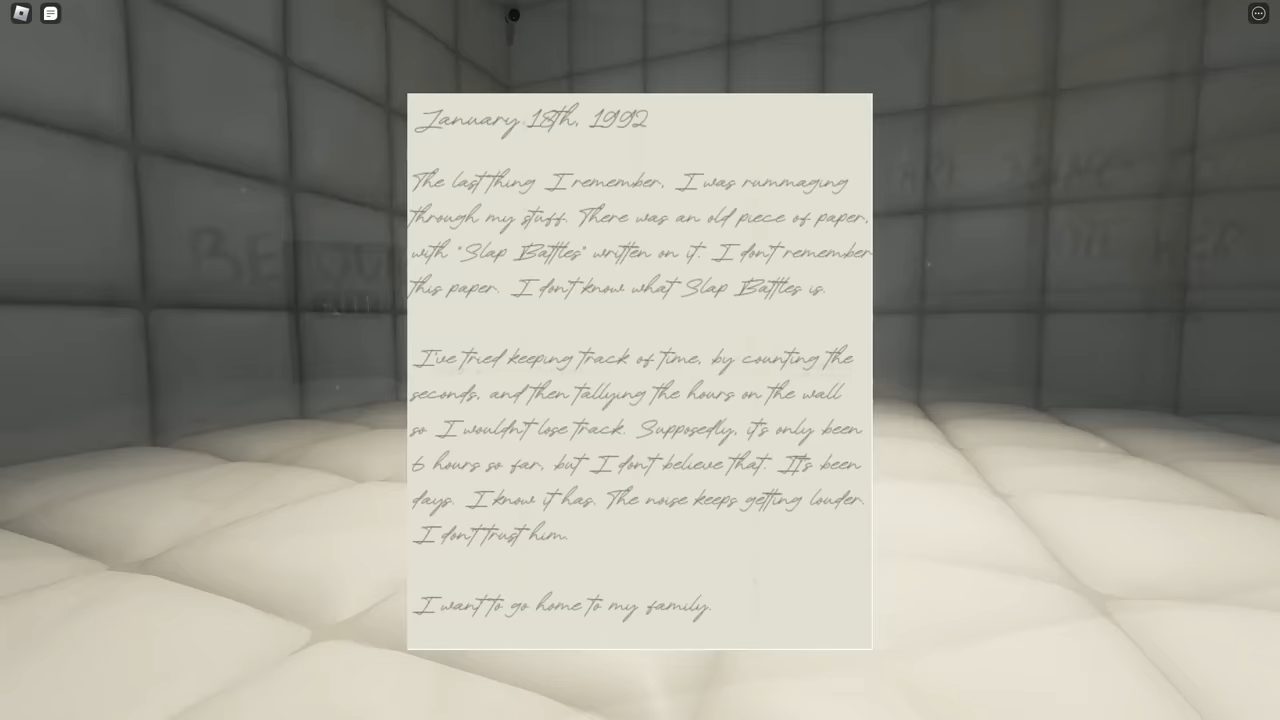 January 18th, 1992
The last thing I remember, I was rummaging
through my stuff. There was an old piece of paper,
with "Slap Battles" written on it. I don't remember
this paper. I don't know what Slap Battles is.
I've tried keeping track of time, by counting the
seconds, and then tallying the hours on the wall
so I wouldn't lose track. Supposedly, it's only been
6 hours so far, but I don't believe that. It's been
days. I know it has. The noise keeps getting louder.
I don't trust him.
I want to go home to my family.